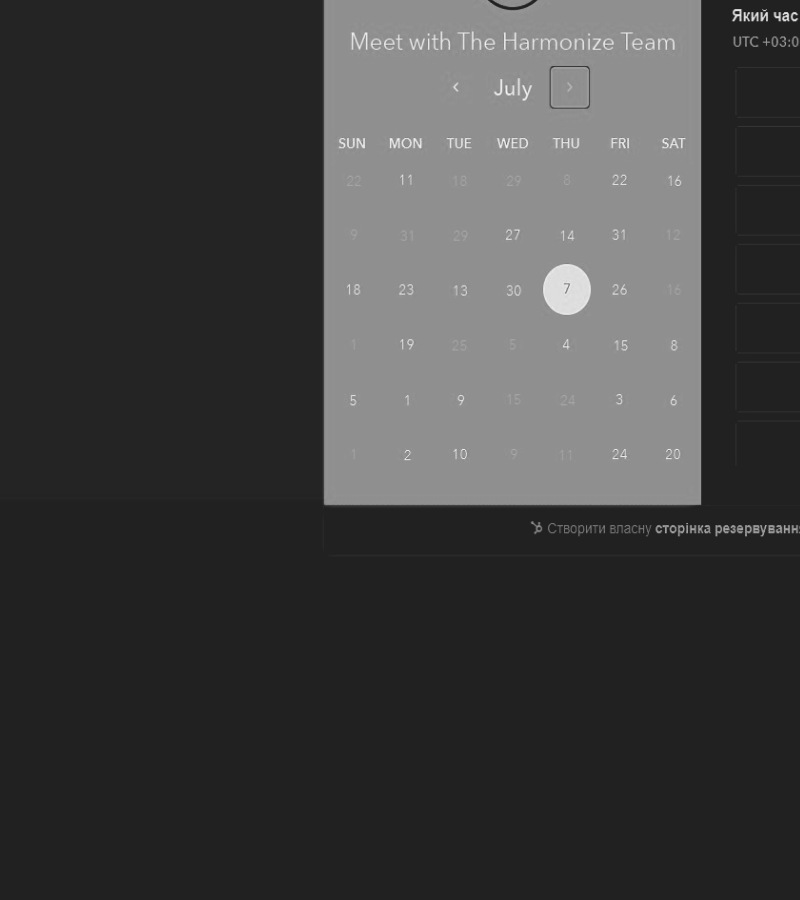 Який час
Meet with The Harmonize Team
UTC +03:0
July
SUN MON TUE WED THU FRI SAT
22 11 18 29 8 22 16
9 31 29 27 14 31 12
18 23 13 30 7 26 16
1 19 25 5 4 15 8
5 1 9 15 24 3 6
1 2 10 9 11 24 20
Створити власну сторінка резервуванн